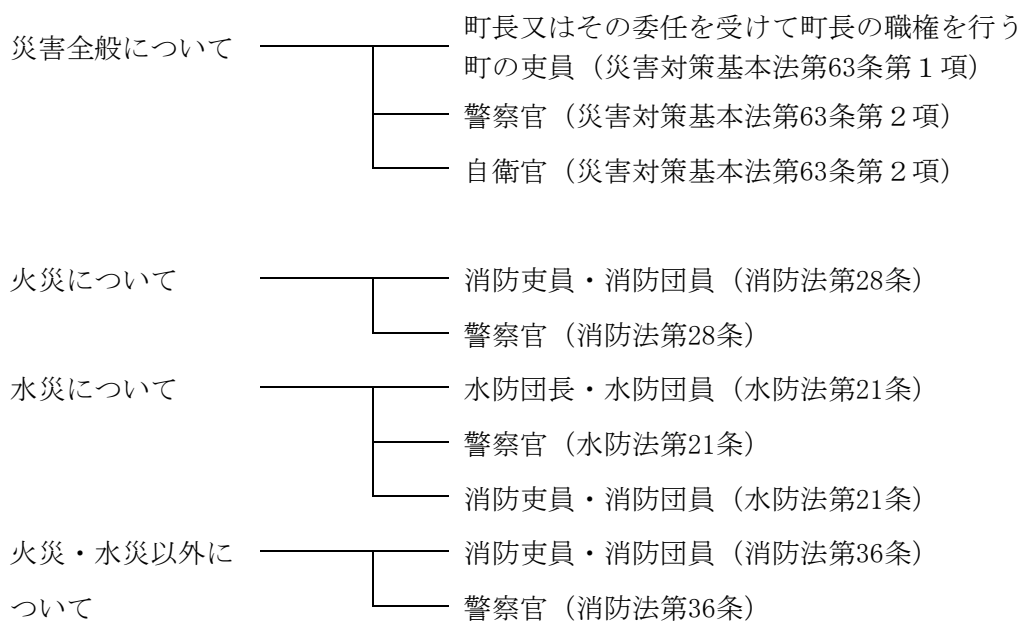 災害全般について
町長又はその委任を受けて町長の職権を行う
町の吏員（災害対策基本法第63条第１項）
警察官（災害対策基本法第63条第２項）
自衛官（災害対策基本法第63条第２項）
火災について
消防吏員・消防団員（消防法第28条）
警察官（消防法第28条）
水災について
水防団長・水防団員（水防法第21条）
警察官（水防法第21条）
消防吏員・消防団員（水防法第21条）
火災・水災以外に
ついて
消防吏員・消防団員（消防法第36条）
警察官（消防法第36条）